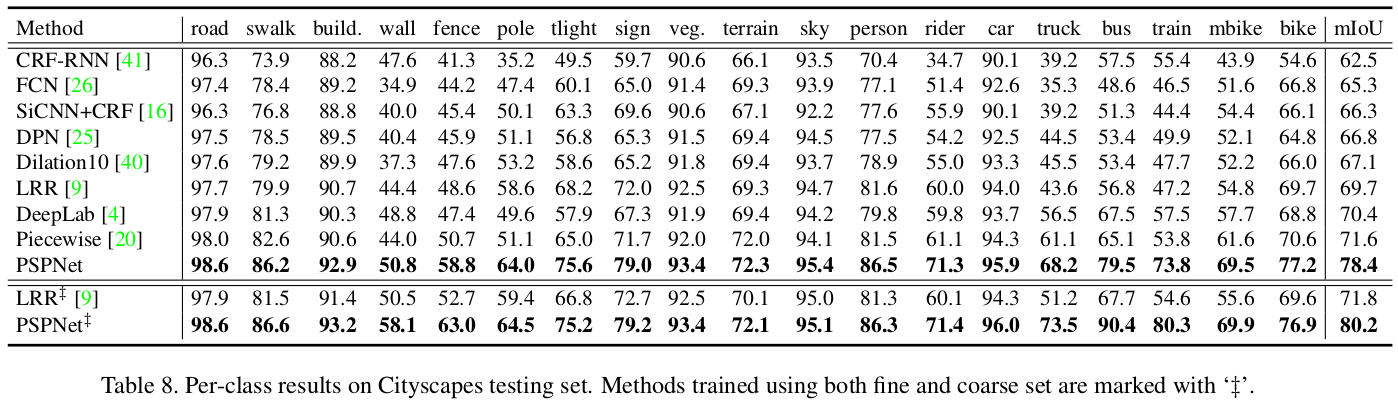 Method road swalk build. wall fence pole tlight sign veg. terrain sky person rider car truck bus train mbike bike mIoU
CRF-RNN [41] 96.3 73.9 88.2 47.6 41.3 35.2 49.5 59.7 90.6 66.1 93.5 70.4 34.7 90.1 39.2 57.5 55.4 43.9 54.6 62.5
FCN [26] 97.4 78.4 89.2 34.9 44.2 47.4 60.1 65.0 91.4 69.3 93.9 77.1 51.4 92.6 35.3 48.6 46.5 51.6 66.8 65.3
SiCNN+CRF [16] 96.3 76.8 88.8 40.0 45.4 50.1 63.3 69.6 90.6 67.1 92.2 77.6 55.9 90.1 39.2 51.3 44.4 54.4 66.1 66.3
DPN [25] 97.5 78.5 89.5 40.4 45.9 51.1 56.8 65.3 91.5 69.4 94.5 77.5 54.2 92.5 44.5 53.4 49.9 52.1 64.8 66.8
Dilation10 [40] 97.6 79.2 89.9 37.3 47.6 53.2 58.6 65.2 91.8 69.4 93.7 78.9 55.0 93.3 45.5 53.4 47.7 52.2 66.0 67.1
LRR [9] 97.7 79.9 90.7 44.4 48.6 58.6 68.2 72.0 92.5 69.3 94.7 81.6 60.0 94.0 43.6 56.8 47.2 54.8 69.7 69.7
DeepLab [4] 97.9 81.3 90.3 48.8 47.4 49.6 57.9 67.3 91.9 69.4 94.2 79.8 59.8 93.7 56.5 67.5 57.5 57.7 68.8 70.4
Piecewise [20] 98.0 82.6 90.6 44.0 50.7 51.1 65.0 71.7 92.0 72.0 94.1 81.5 61.1 94.3 61.1 65.1 53.8 61.6 70.6 71.6
PSPNet 98.6 86.2 92.9 50.8 58.8 64.0 75.6 79.0 93.4 72.3 95.4 86.5 71.3 95.9 68.2 79.5 73.8 69.5 77.2 78.4
LRR‡ [9] 97.9 81.5 91.4 50.5 52.7 59.4 66.8 72.7 92.5 70.1 95.0 81.3 60.1 94.3 51.2 67.7 54.6 55.6 69.6 71.8
PSPNet‡ 98.6 86.6 93.2 58.1 63.0 64.5 75.2 79.2 93.4 72.1 95.1 86.3 71.4 96.0 73.5 90.4 80.3 69.9 76.9 80.2
Table 8. Per-class results on Cityscapes testing set. Methods trained using both fine and coarse set are marked with ‘‡’.